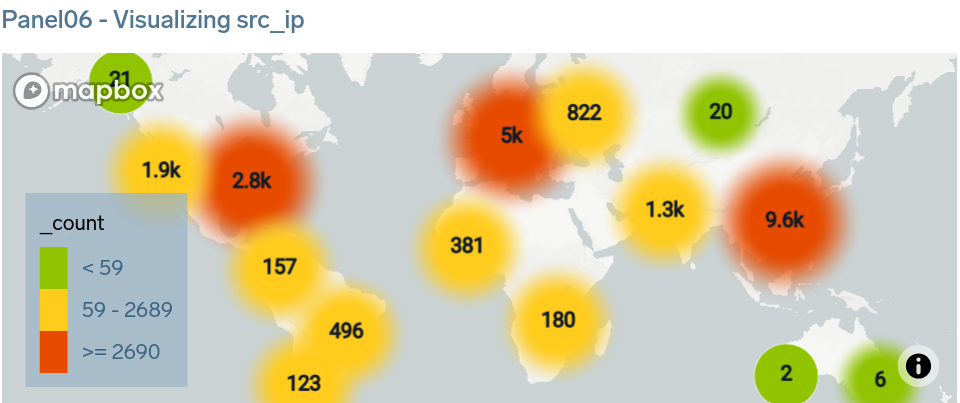 Panel06 - Visualizing src_ip
31
mapbox
822
20
5k
1.9k
2.8k
1.3k
9.6k
_count
381
157
< 59
59 - 2689
180
496
>= 2690
2
6
123